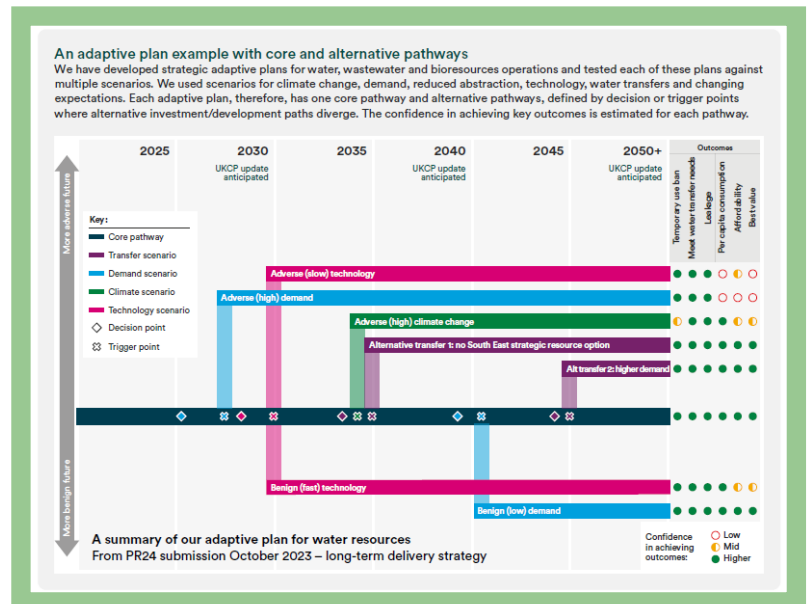 An adaptive plan example with core and alternative pathways
We have developed strategic adaptive plans for water, wastewater and bioresources operations and tested each of these plans against
multiple scenarios. We used scenarios for climate change, demand, reduced abstraction, technology, water transfers and changing
expectations. Each adaptive plan, therefore, has one core pathway and alternative pathways, defined by decision or trigger points
where alternative investment/development paths diverge. The confidence in achieving key outcomes is estimated for each pathway.
2025 2030 2035 2040 2045 2050+
Outcomes
UKCP update
anticipated
UKCP update
anticipated
UKCP update
anticipated
Temporary use ban
Meet water transfer needs
Leakage
Per capita consumption
Affordability
Best value
More adverse future
Key:
Core pathway
Transfer scenario
Demand scenario
Climate scenario
Technology scenario
Decision point
Trigger point
Adverse (slow) technology
Adverse (high) demand
Adverse (high) climate change
Alternative transfer 1: no South East strategic resource option
Alt transfer 2: higher demand
More benign future
Benign (fast) technology
Benign (low) demand
A summary of our adaptive plan for water resources
From PR24 submission October 2023 – long-term delivery strategy
Confidence
in achieving
outcomes:
Low
Mid
Higher